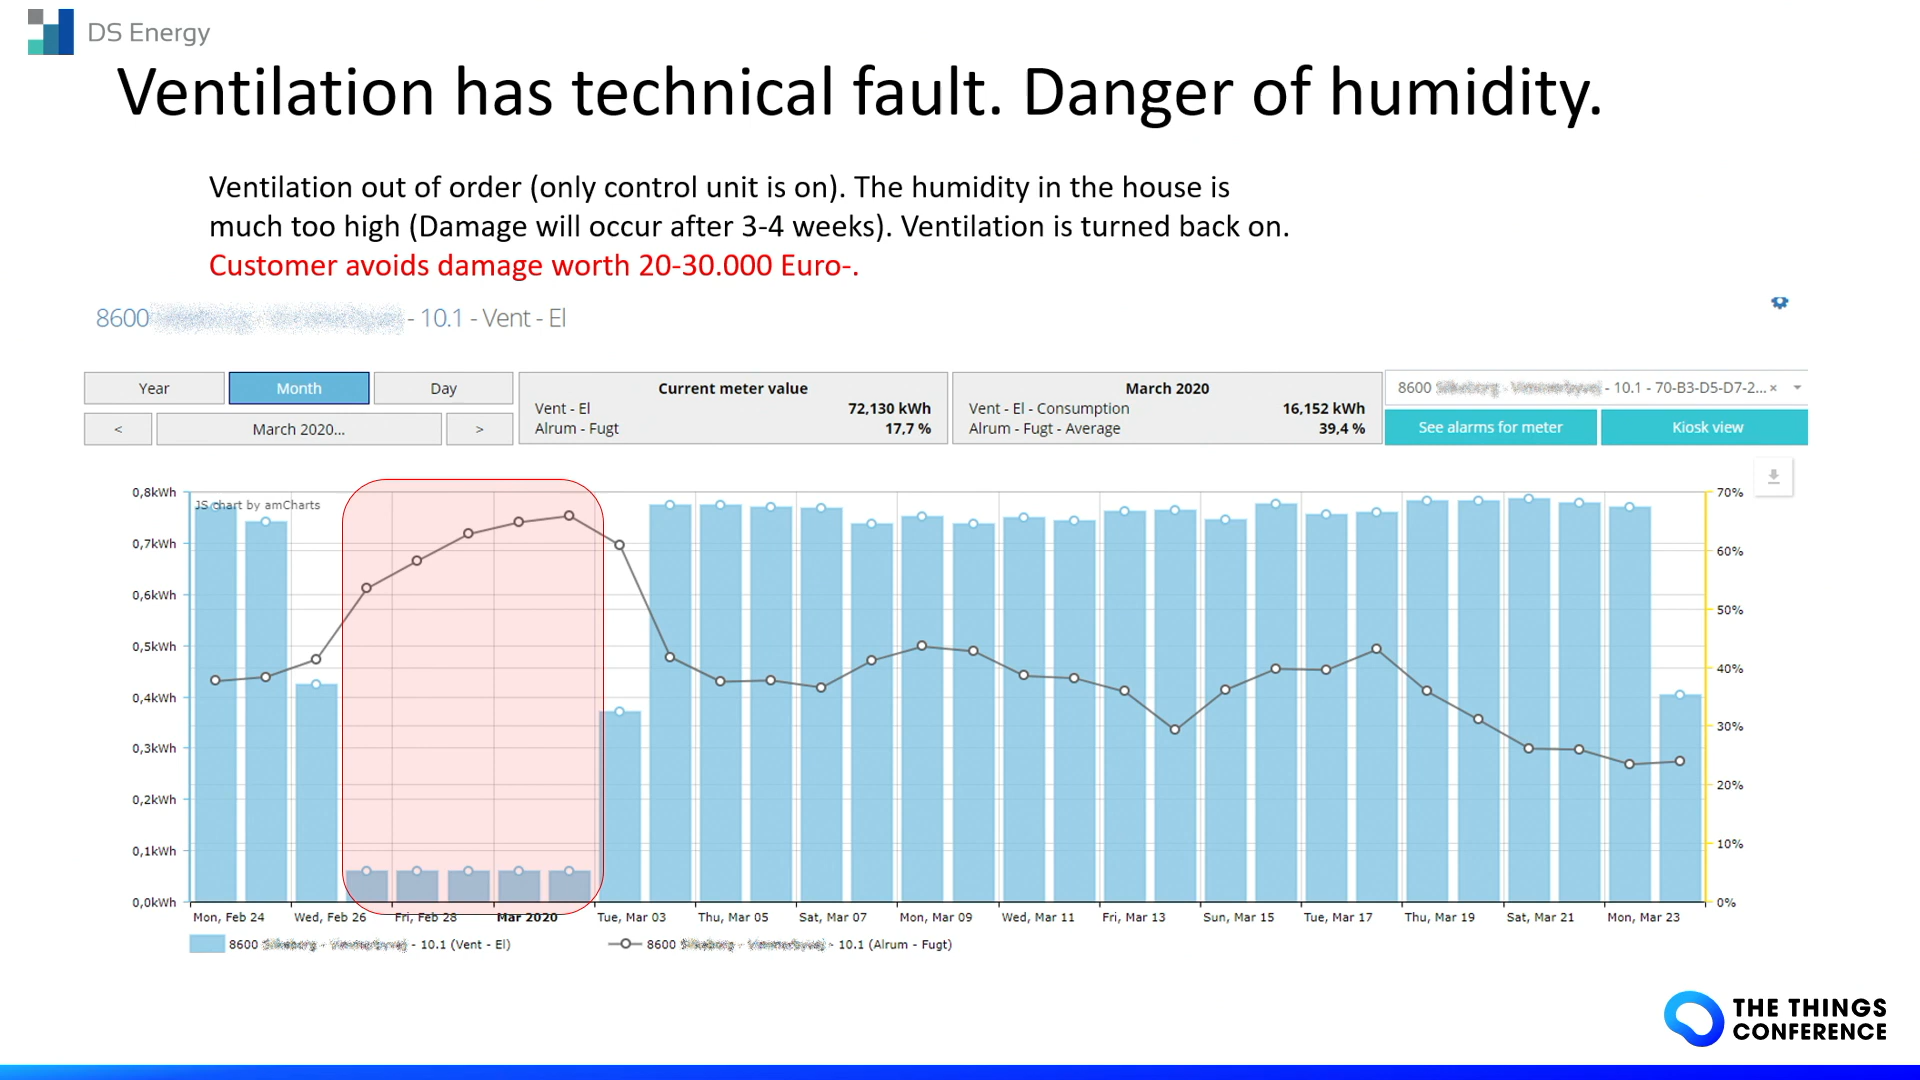 DS Energy
Ventilation has technical fault. Danger of humidity.
Ventilation out of order (only control unit is on). The humidity in the house is
much too high (Damage will occur after 3-4 weeks). Ventilation is turned back on.
Customer avoids damage worth 20-30.000 Euro-.
8600 - 10.1 - Vent - El
Year Month Day
< March 2020... >
Current meter value
Vent - El 72,130 kWh
Alrum - Fugt 17,7 %
March 2020
Vent - El - Consumption 16,152 kWh
Alrum - Fugt - Average 39,4 %
8600 - 10.1 - 70-B3-D5-D7-2... ×
See alarms for meter Kiosk view
JS chart by amCharts
0,8kWh
0,7kWh
0,6kWh
0,5kWh
0,4kWh
0,3kWh
0,2kWh
0,1kWh
0,0kWh
70%
60%
50%
40%
30%
20%
10%
0%
Mon, Feb 24 Wed, Feb 26 Fri, Feb 28 Mar 2020 Tue, Mar 03 Thu, Mar 05 Sat, Mar 07 Mon, Mar 09 Wed, Mar 11 Fri, Mar 13 Sun, Mar 15 Tue, Mar 17 Thu, Mar 19 Sat, Mar 21 Mon, Mar 23
8600 - 10.1 (Vent - El) 8600 - 10.1 (Alrum - Fugt)
THE THINGS
CONFERENCE